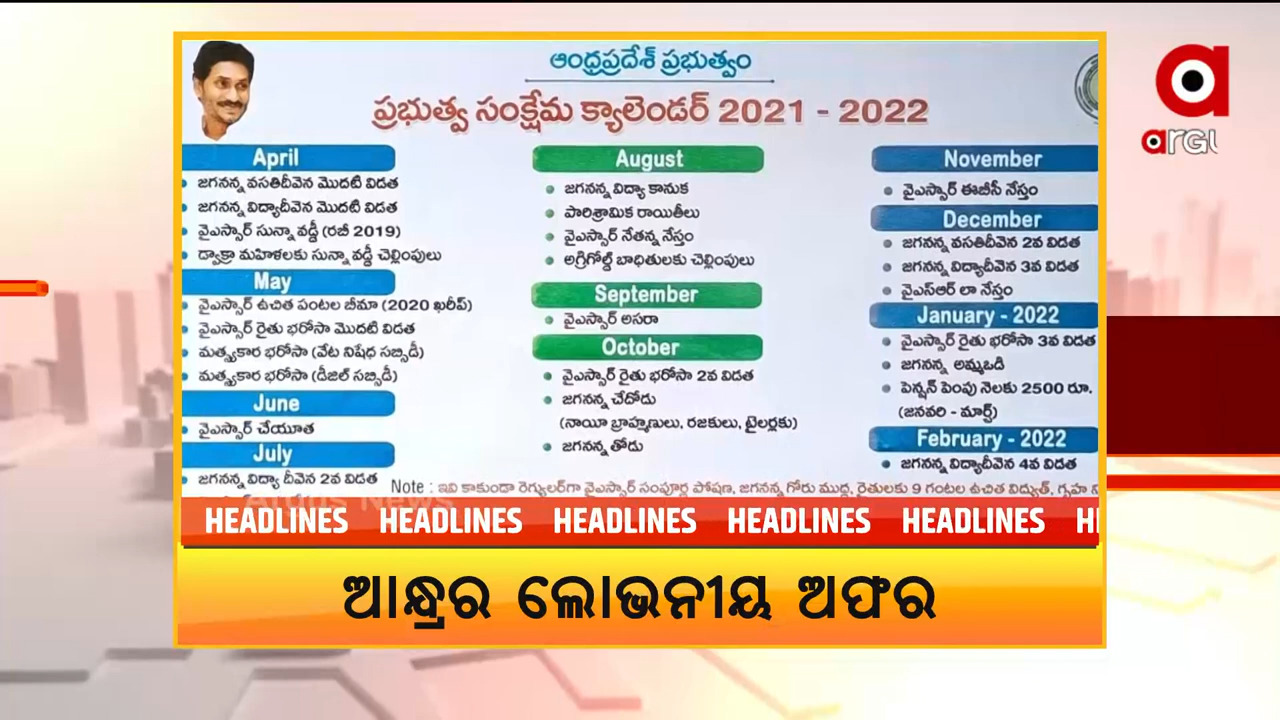 ఆంధ్రప్రదేశ్ ప్రభుత్వం
ప్రభుత్వ సంక్షేమ క్యాలెండర్ 2021 - 2022
April
జగనన్న వసతిదీవెన మొదటి విడత
జగనన్న విద్యాదీవెన మొదటి విడత
వైఎస్సార్ సున్నా వడ్డీ (రబీ 2019)
డ్వాక్రా మహిళలకు సున్నా వడ్డీ చెల్లింపులు
May
వైఎస్సార్ ఉచిత పంటల బీమా (2020 ఖరీప్)
వైఎస్సార్ రైతు భరోసా మొదటి విడత
మత్స్యకార భరోసా (వేట నిషేధ సబ్సిడీ)
మత్స్యకార భరోసా (డీజిల్ సబ్సిడీ)
June
వైఎస్సార్ చేయూత
July
జగనన్న విద్యా దీవెన 2వ విడత
August
జగనన్న విద్యా కానుక
పారిశ్రామిక రాయితీలు
వైఎస్సార్ నేతన్న నేస్తం
అగ్రిగోల్డ్ బాధితులకు చెల్లింపులు
September
వైఎస్సార్ అసరా
October
వైఎస్సార్ రైతు భరోసా 2వ విడత
జగనన్న చేదోడు
(నాయీ బ్రాహ్మణులు, రజకులు, టైలర్లకు)
జగనన్న తోడు
November
వైఎస్సార్ ఈబీసీ నేస్తం
December
జగనన్న వసతిదీవెన 2వ విడత
జగనన్న విద్యాదీవెన 3వ విడత
వైఎస్ఆర్ లా నేస్తం
January - 2022
వైఎస్సార్ రైతు భరోసా 3వ విడత
జగనన్న అమ్మఒడి
పెన్షన్ పెంపు నెలకు 2500 రూ.
(జనవరి - మార్చ్)
February - 2022
జగనన్న విద్యాదీవెన 4వ విడత
Note : ఇవి కాకుండా రెగ్యులర్‌గా వైఎస్సార్ సంపూర్ణ పోషణ, జగనన్న గోరు ముద్ద, రైతులకు 9 గంటల ఉచిత విద్యుత్, గృహ
Argus News
HEADLINES HEADLINES HEADLINES HEADLINES HEADLINES
ଆନ୍ଧ୍ରର ଲୋଭନୀୟ ଅଫର